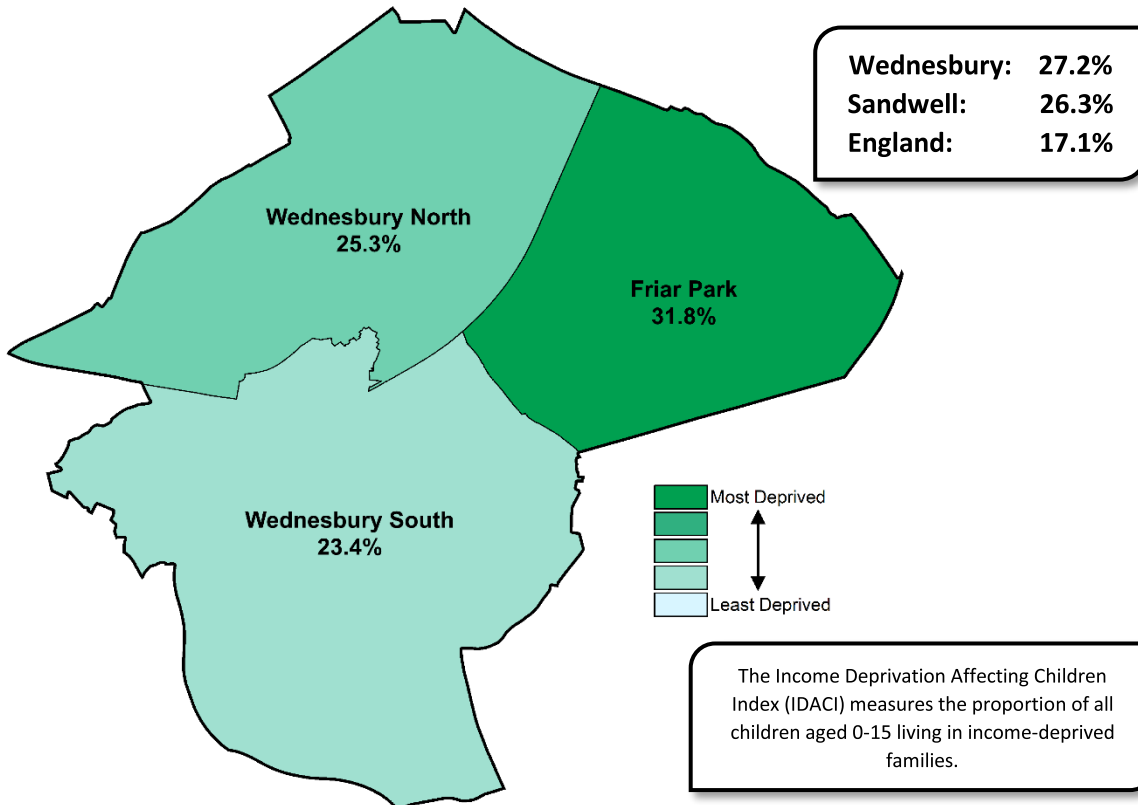 Wednesbury: 27.2%
Sandwell: 26.3%
England: 17.1%
Wednesbury North
25.3%
Friar Park
31.8%
Wednesbury South
23.4%
Most Deprived
Least Deprived
The Income Deprivation Affecting Children
Index (IDACI) measures the proportion of all
children aged 0-15 living in income-deprived
families.